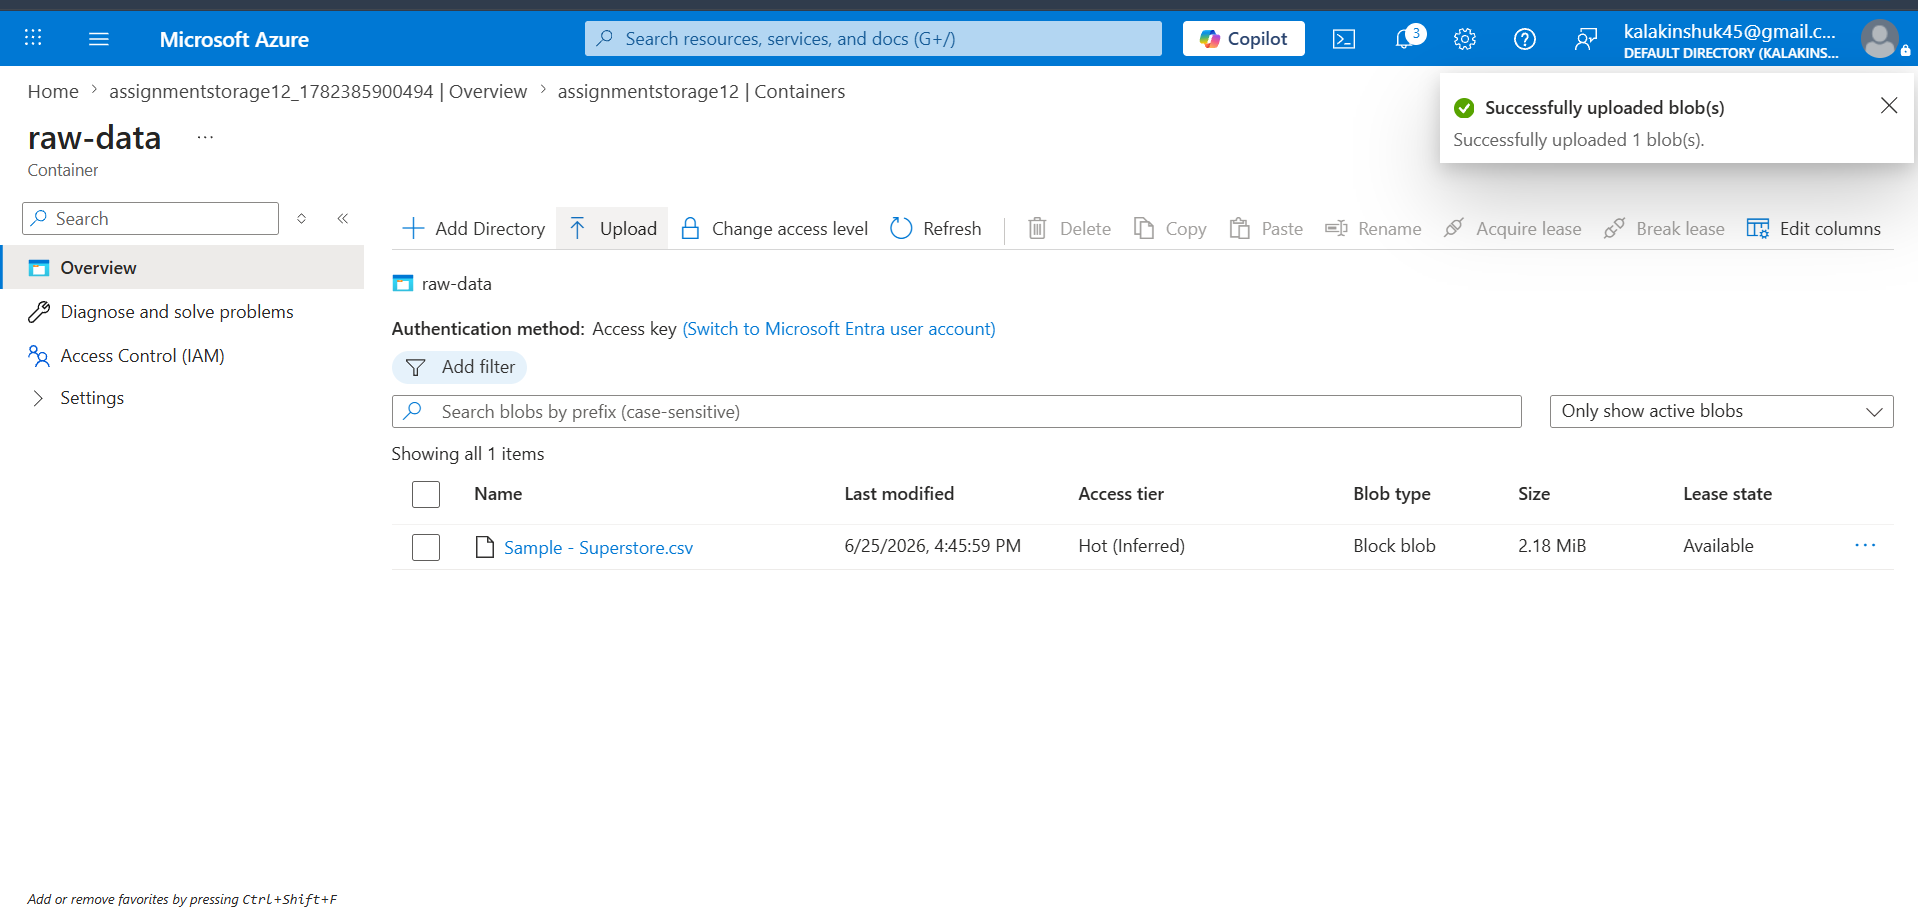 Microsoft Azure
Search resources, services, and docs (G+/)
Copilot
3
kalakinshuk45@gmail.c...
DEFAULT DIRECTORY (KALAKINS...
Home > assignmentstorage12_1782385900494 | Overview > assignmentstorage12 | Containers
Successfully uploaded blob(s)
Successfully uploaded 1 blob(s).
raw-data ...
Container
Search
Overview
Diagnose and solve problems
Access Control (IAM)
Settings
Add Directory Upload Change access level Refresh Delete Copy Paste Rename Acquire lease Break lease Edit columns
raw-data
Authentication method: Access key (Switch to Microsoft Entra user account)
Add filter
Search blobs by prefix (case-sensitive)
Only show active blobs
Showing all 1 items
Name Last modified Access tier Blob type Size Lease state
Sample - Superstore.csv 6/25/2026, 4:45:59 PM Hot (Inferred) Block blob 2.18 MiB Available ...
Add or remove favorites by pressing Ctrl+Shift+F